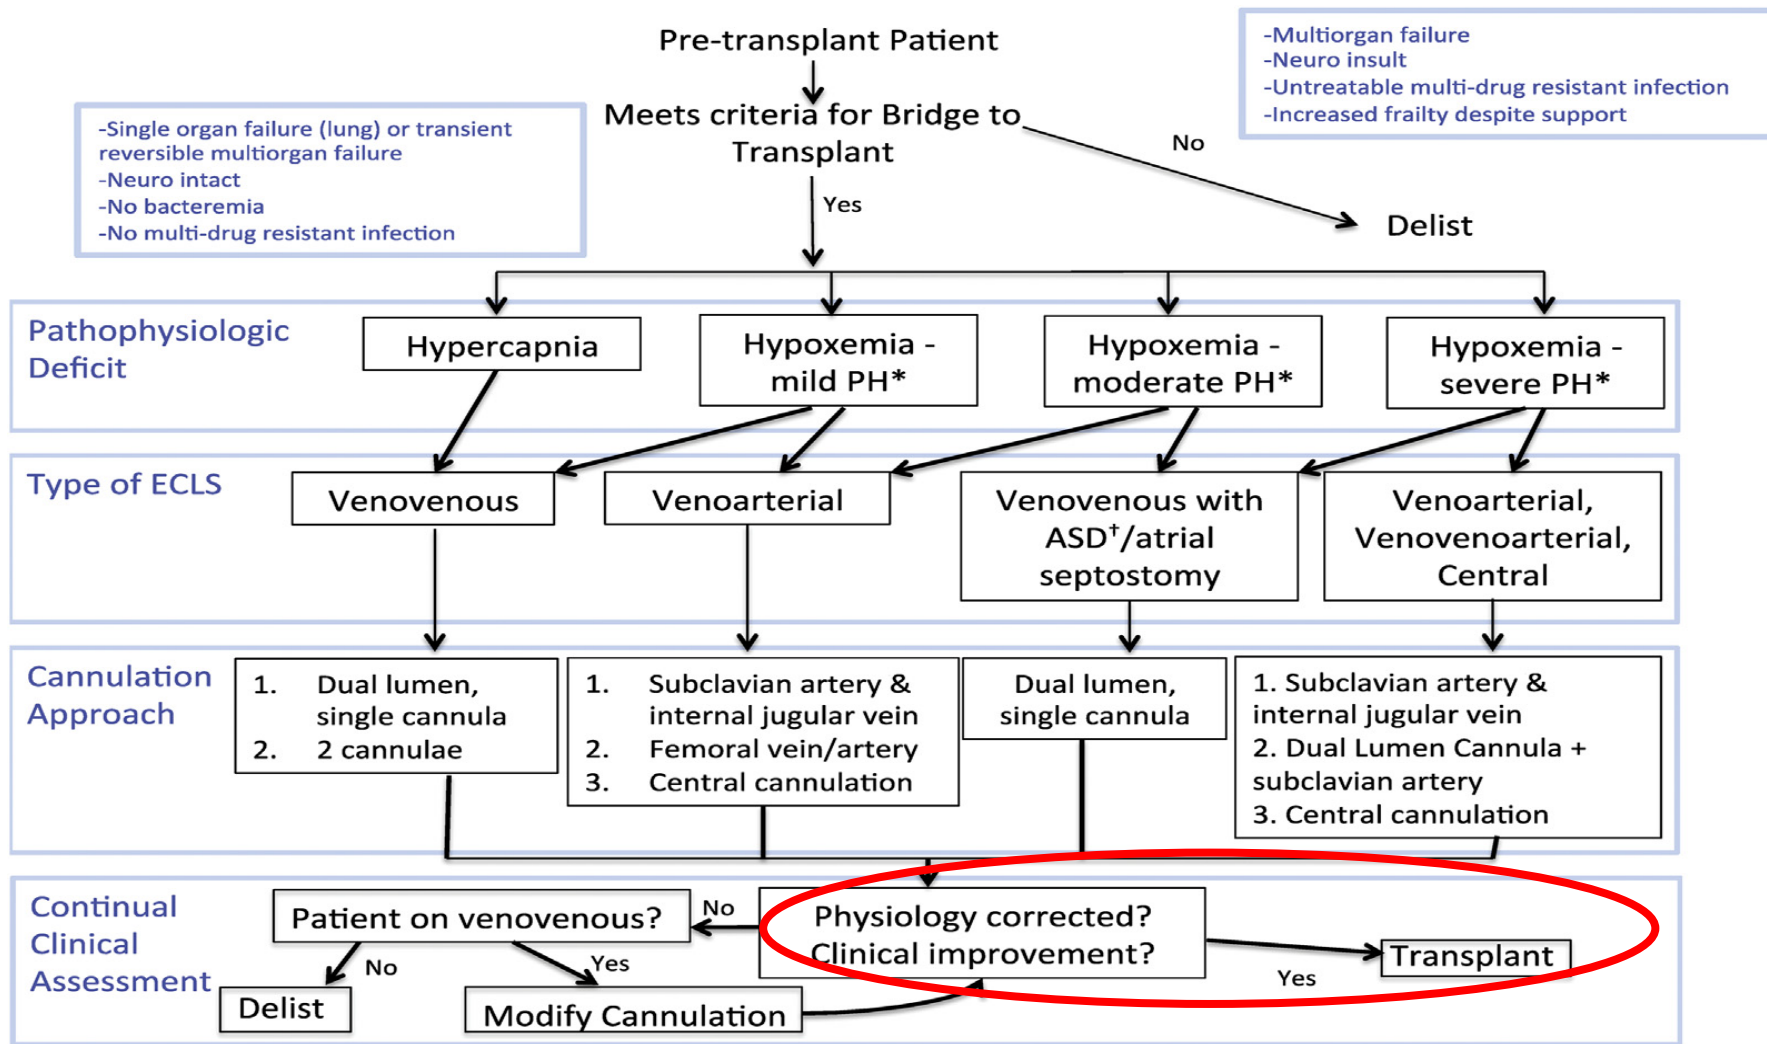 Pre-transplant Patient
-Multiorgan failure
-Neuro insult
-Untreatable multi-drug resistant infection
-Increased frailty despite support
Meets criteria for Bridge to
Transplant
-Single organ failure (lung) or transient
reversible multiorgan failure
-Neuro intact
-No bacteremia
-No multi-drug resistant infection
No
Yes
Delist
Pathophysiologic
Deficit
Hypercapnia
Hypoxemia -
mild PH*
Hypoxemia -
moderate PH*
Hypoxemia -
severe PH*
Type of ECLS
Venovenous
Venoarterial
Venovenous with
ASD†/atrial
septostomy
Venoarterial,
Venovenoarterial,
Central
Cannulation
Approach
1. Dual lumen,
single cannula
2. 2 cannulae
1. Subclavian artery &
internal jugular vein
2. Femoral vein/artery
3. Central cannulation
Dual lumen,
single cannula
1. Subclavian artery &
internal jugular vein
2. Dual Lumen Cannula +
subclavian artery
3. Central cannulation
Continual
Clinical
Assessment
Patient on venovenous?
No
Physiology corrected?
Clinical improvement?
Yes
Transplant
No
Yes
Delist
Modify Cannulation